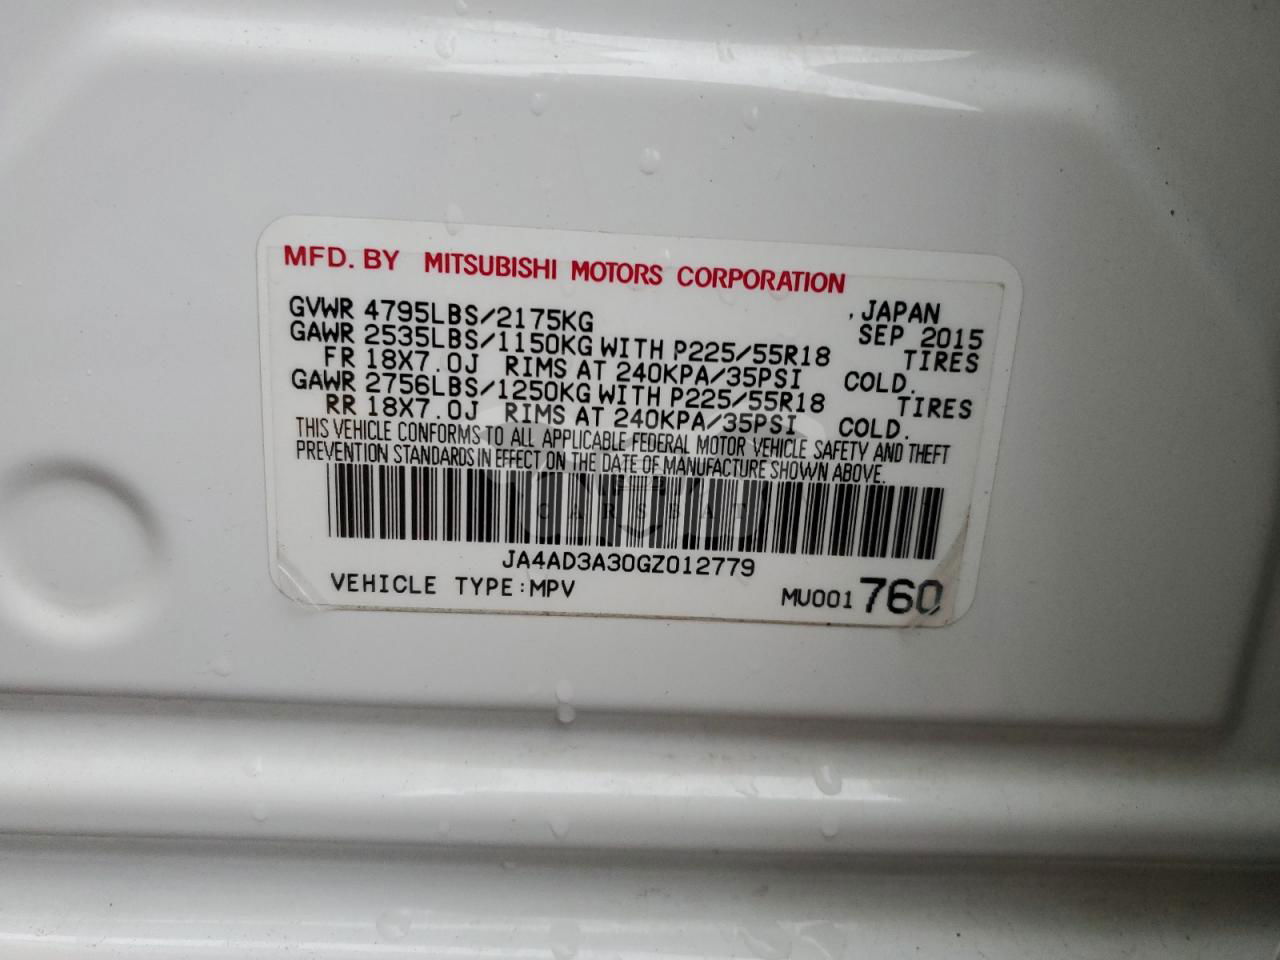 MFD. BY MITSUBISHI MOTORS CORPORATION
GVWR 4795LBS/2175KG JAPAN
SEP 2015
GAWR 2535LBS/1150KG WITH P225/55R18 TIRES
FR 18X7.0J RIMS AT 240KPA/35PSI COLD.
GAWR 2756LBS/1250KG WITH P225/55R18 TIRES
RR 18X7.0J RIMS AT 240KPA/35PSI COLD.
THIS VEHICLE CONFORMS TO ALL APPLICABLE FEDERAL MOTOR VEHICLE SAFETY AND THEFT
PREVENTION STANDARDS IN EFFECT ON THE DATE OF MANUFACTURE SHOWN ABOVE.
CARSBAT
JA4AD3A30GZ012779
VEHICLE TYPE:MPV MU001 760